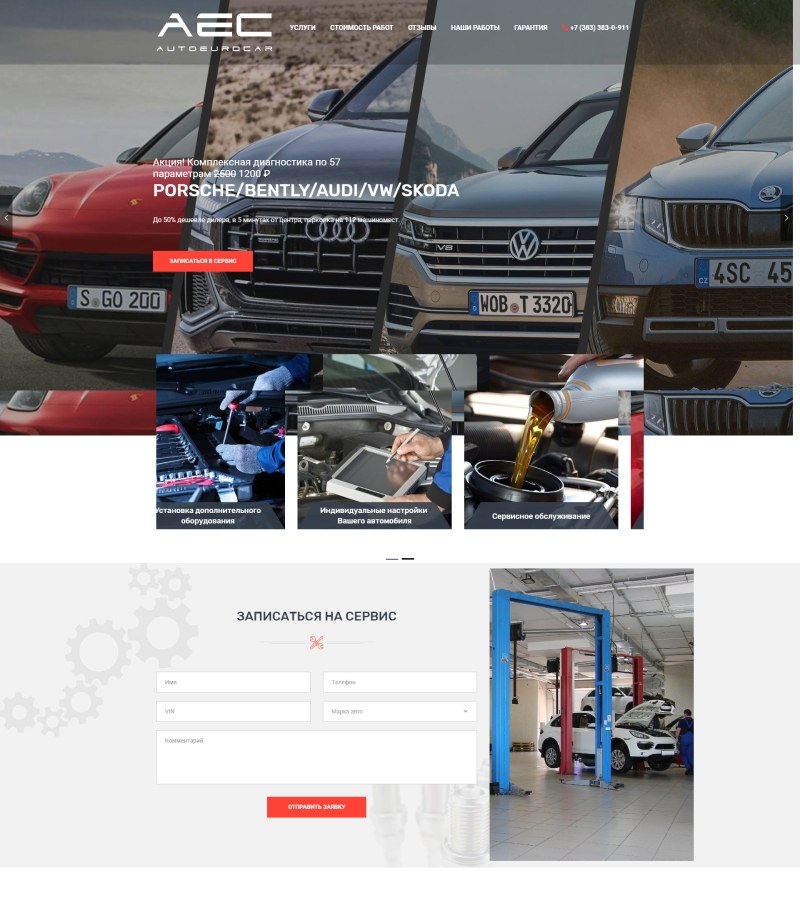 AEC
AUTOEUROCAR
УСЛУГИ СТОИМОСТЬ РАБОТ ОТЗЫВЫ НАШИ РАБОТЫ ГАРАНТИЯ +7 (383) 383-0-911
Акция! Комплексная диагностика по 57
параметрам 2500 1200 ₽
PORSCHE/BENTLY/AUDI/VW/SKODA
До 50% дешевле дилера, в 5 минутах от центра, парковка на 112 машиномест.
ЗАПИСАТЬСЯ В СЕРВИС
S GO 200
V8
WOB T 3320
CZ
4SC 45
Установка дополнительного
оборудования
Индивидуальные настройки
Вашего автомобиля
Сервисное обслуживание
ЗАПИСАТЬСЯ НА СЕРВИС
Имя
Телефон
VIN
Марка авто
Комментарий
ОТПРАВИТЬ ЗАЯВКУ